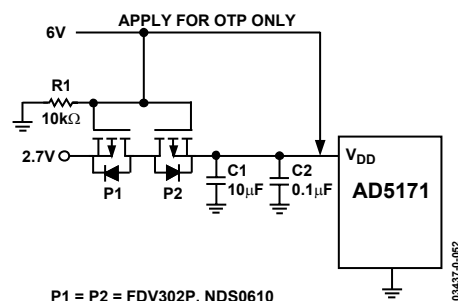 APPLY FOR OTP ONLY
6V
R1
10kΩ
2.7V
P1
P2
C1
10μF
C2
0.1μF
VDD
AD5171
P1 = P2 = FDV302P, NDS0610
03437-0-052